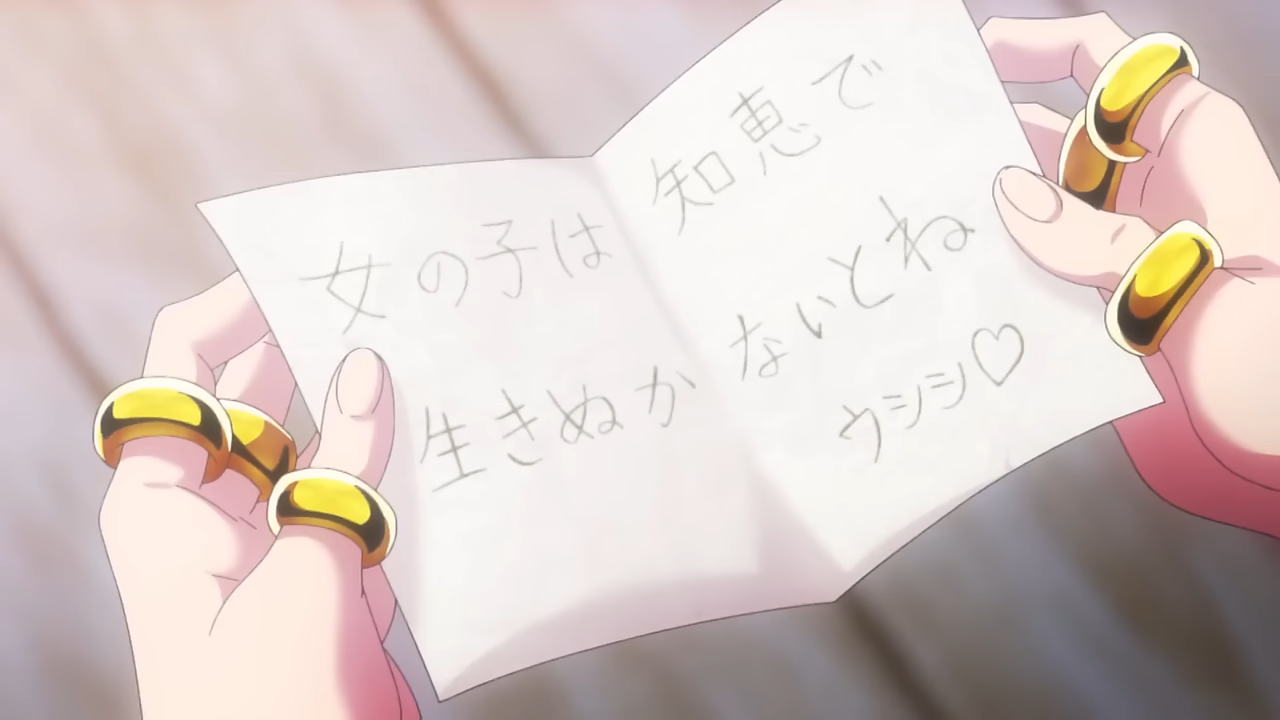 女の子は知恵で
生きぬかないとね
ウシシ♡